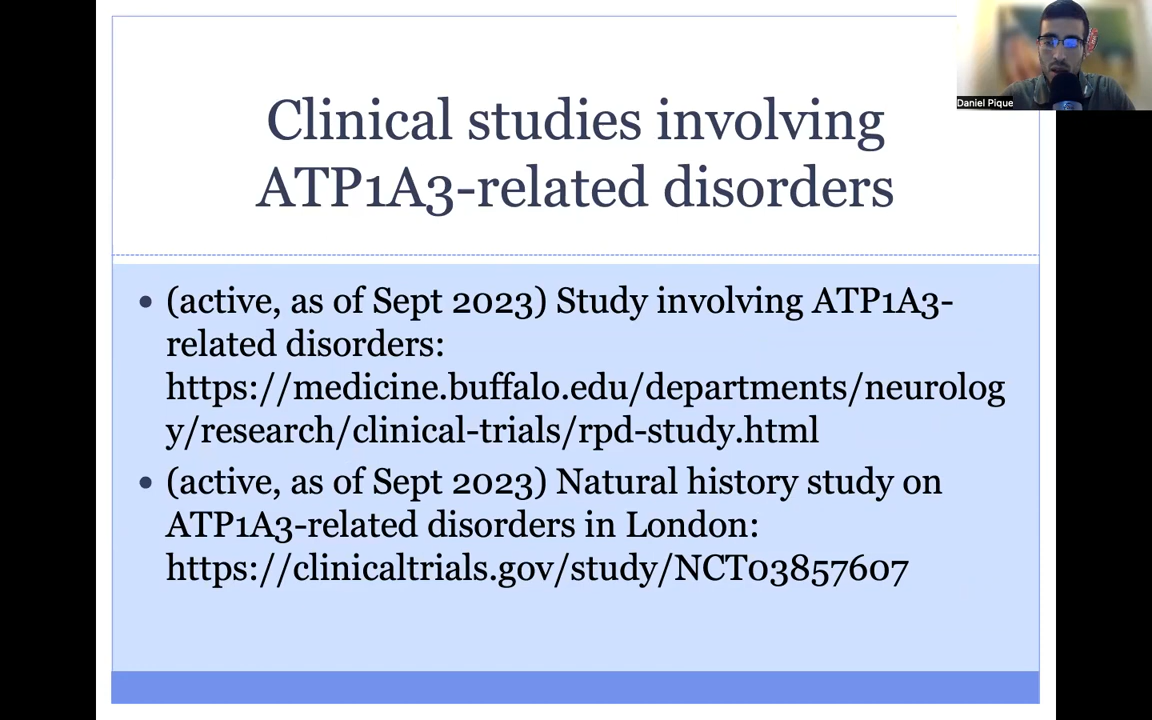 Daniel Pique
Clinical studies involving
ATP1A3-related disorders
• (active, as of Sept 2023) Study involving ATP1A3-
related disorders:
https://medicine.buffalo.edu/departments/neurolog
y/research/clinical-trials/rpd-study.html
• (active, as of Sept 2023) Natural history study on
ATP1A3-related disorders in London:
https://clinicaltrials.gov/study/NCT03857607